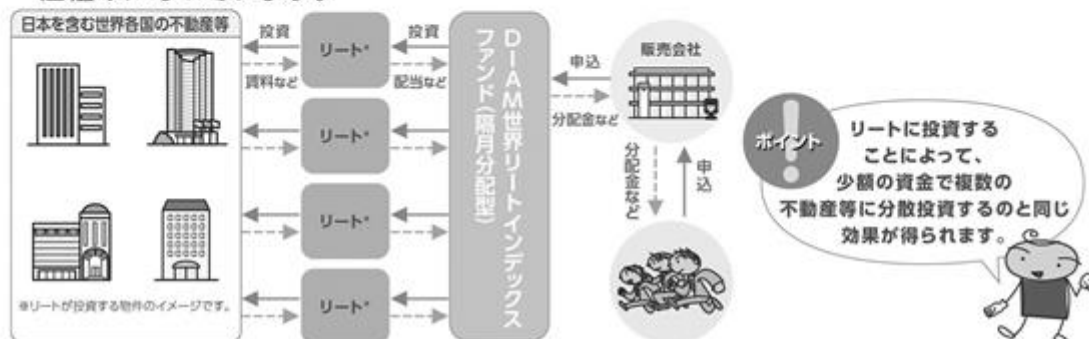 日本を含む世界各国の不動産等
※リートが投資する物件のイメージです。
投資
賃料など
リート*
リート*
リート*
リート*
投資
配当など
DIAM世界リートインデックス
ファンド(隔月分配型)
申込
分配金など
販売会社
分配金など
申込
ポイント
リートに投資する
ことによって、
少額の資金で複数の
不動産等に分散投資するのと同じ
効果が得られます。